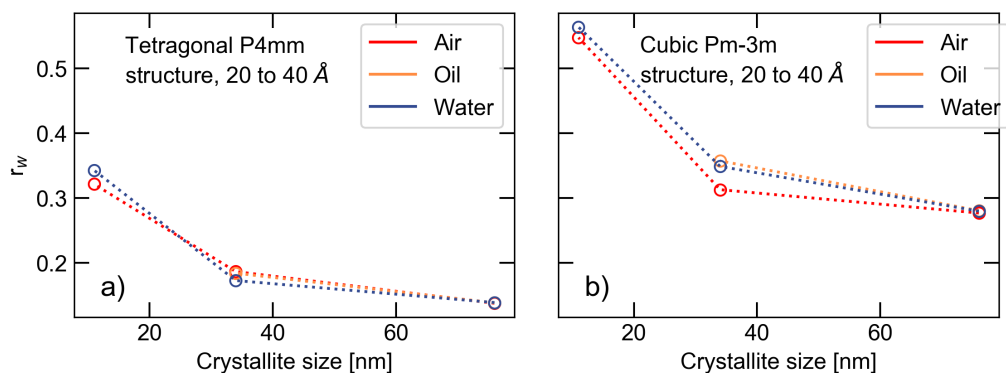 Tetragonal P4mm
structure, 20 to 40 Å
Air
Oil
Water
0.5
0.4
0.3
0.2
r_w
a)
20
40
60
Crystallite size [nm]
Cubic Pm-3m
structure, 20 to 40 Å
Air
Oil
Water
b)
20
40
60
Crystallite size [nm]